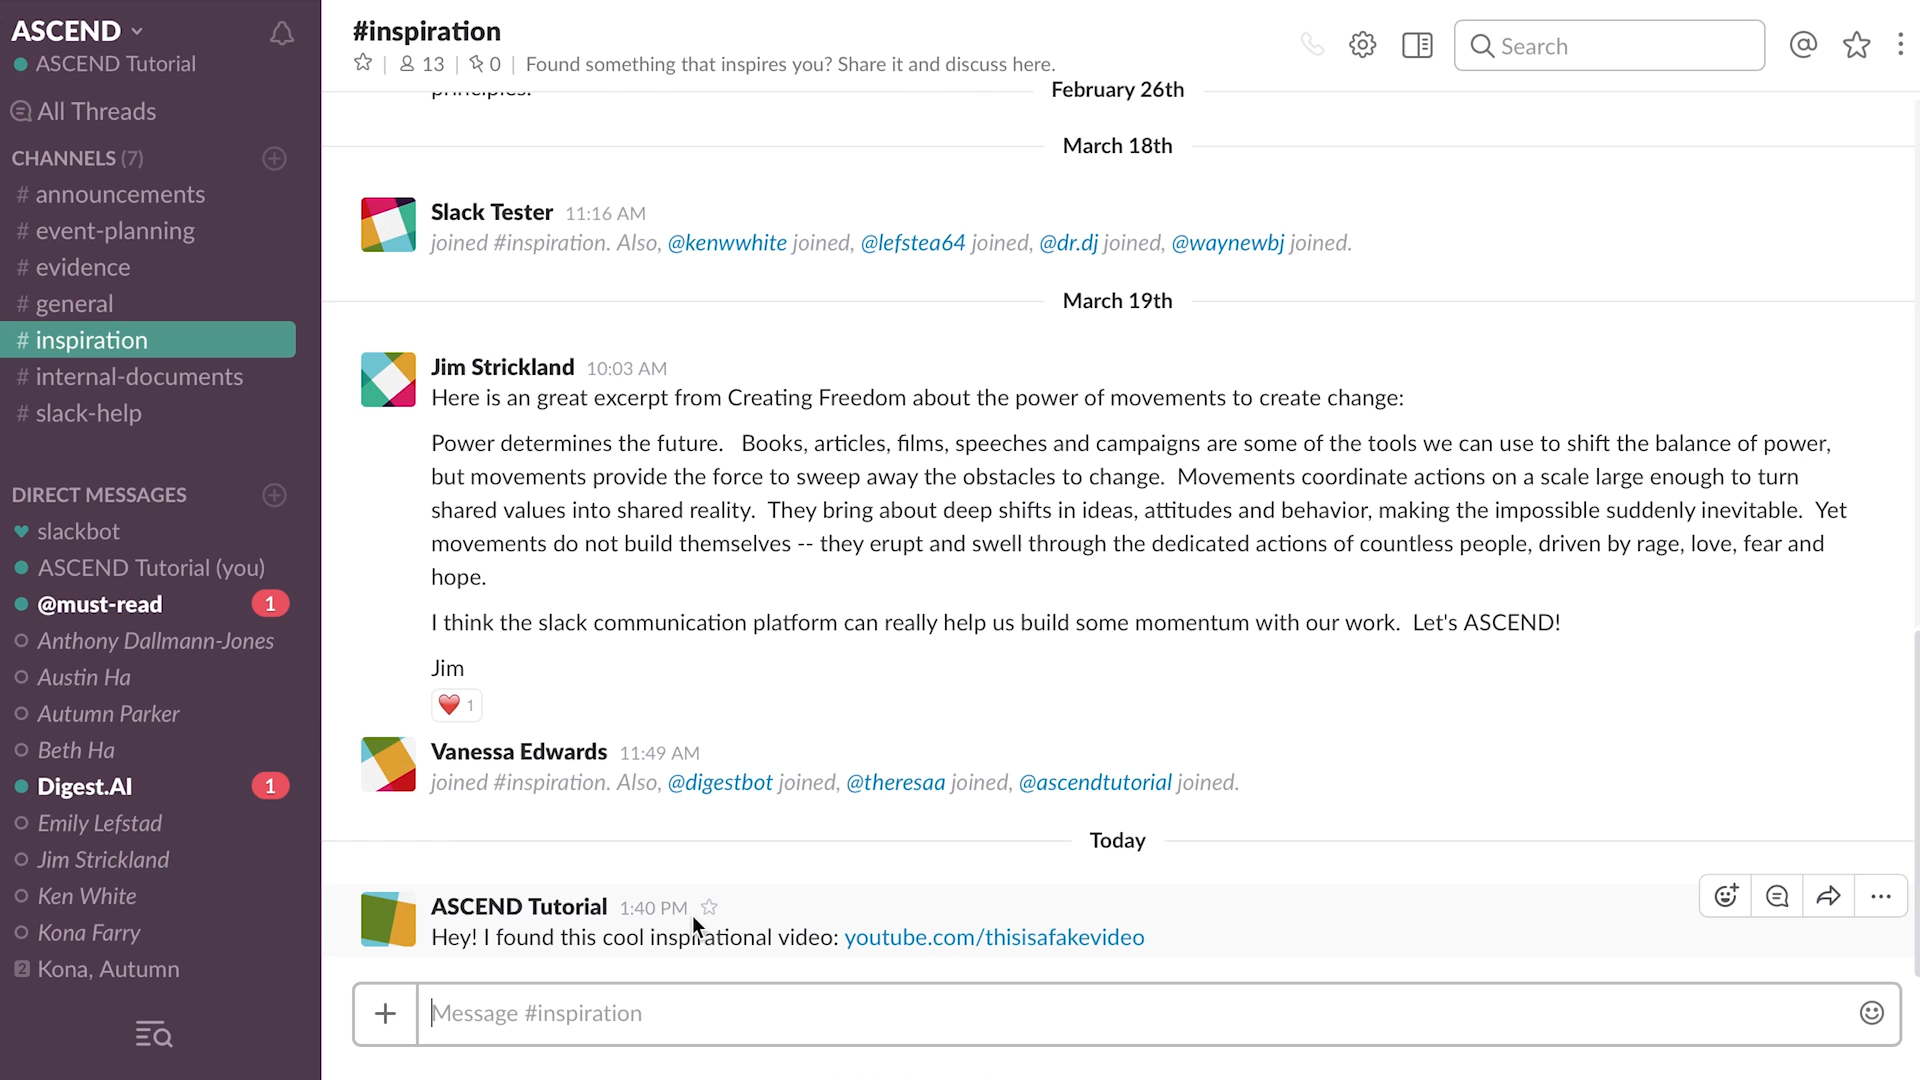 ASCEND
ASCEND Tutorial
All Threads
CHANNELS (7)
# announcements
# event-planning
# evidence
# general
# inspiration
# internal-documents
# slack-help
DIRECT MESSAGES
slackbot
ASCEND Tutorial (you)
@must-read 1
Anthony Dallmann-Jones
Austin Ha
Autumn Parker
Beth Ha
Digest.AI 1
Emily Lefstad
Jim Strickland
Ken White
Kona Farry
2 Kona, Autumn
#inspiration
13 | 0 | Found something that inspires you? Share it and discuss here.
Search
principles.
February 26th
March 18th
Slack Tester 11:16 AM
joined #inspiration. Also, @kenwwhite joined, @lefstea64 joined, @dr.dj joined, @waynewbj joined.
March 19th
Jim Strickland 10:03 AM
Here is an great excerpt from Creating Freedom about the power of movements to create change:
Power determines the future.   Books, articles, films, speeches and campaigns are some of the tools we can use to shift the balance of power,
but movements provide the force to sweep away the obstacles to change.  Movements coordinate actions on a scale large enough to turn
shared values into shared reality.  They bring about deep shifts in ideas, attitudes and behavior, making the impossible suddenly inevitable.  Yet
movements do not build themselves -- they erupt and swell through the dedicated actions of countless people, driven by rage, love, fear and
hope.
I think the slack communication platform can really help us build some momentum with our work.  Let's ASCEND!
Jim
❤️ 1
Vanessa Edwards 11:49 AM
joined #inspiration. Also, @digestbot joined, @theresaa joined, @ascendtutorial joined.
Today
ASCEND Tutorial 1:40 PM
Hey! I found this cool inspirational video: youtube.com/thisisafakevideo
Message #inspiration